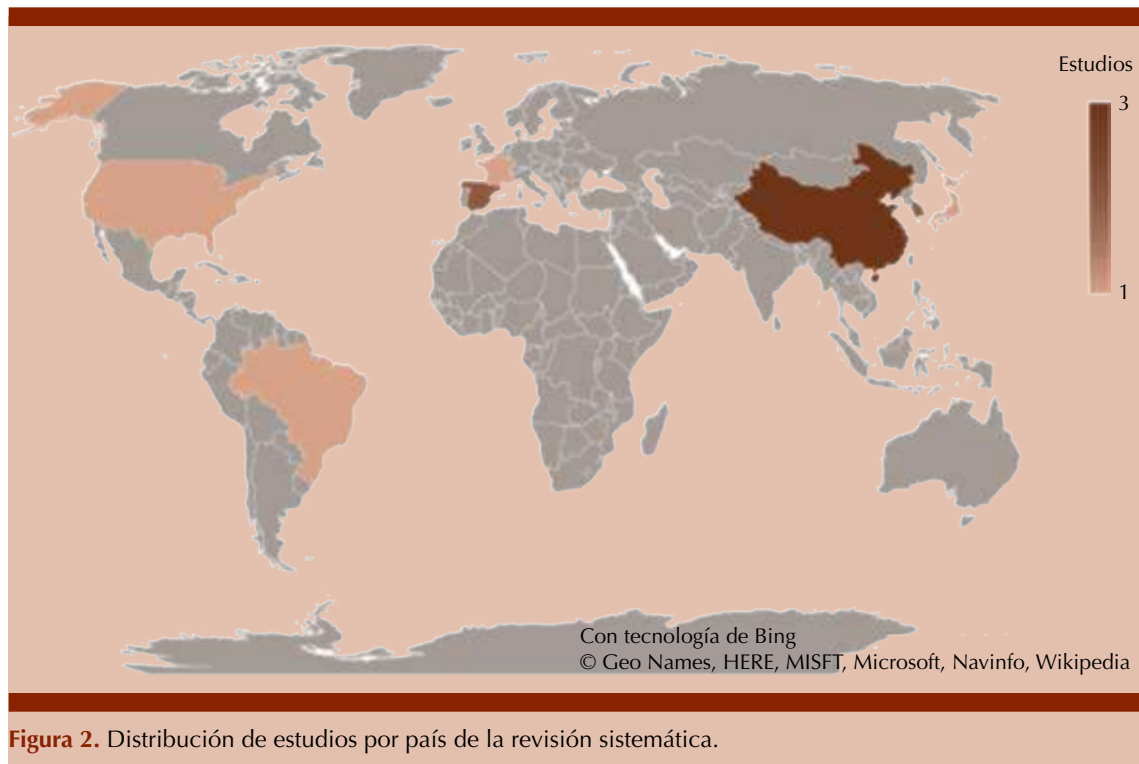 Estudios
3
1
Con tecnología de Bing
© Geo Names, HERE, MISFT, Microsoft, Navinfo, Wikipedia
Figura 2. Distribución de estudios por país de la revisión sistemática.